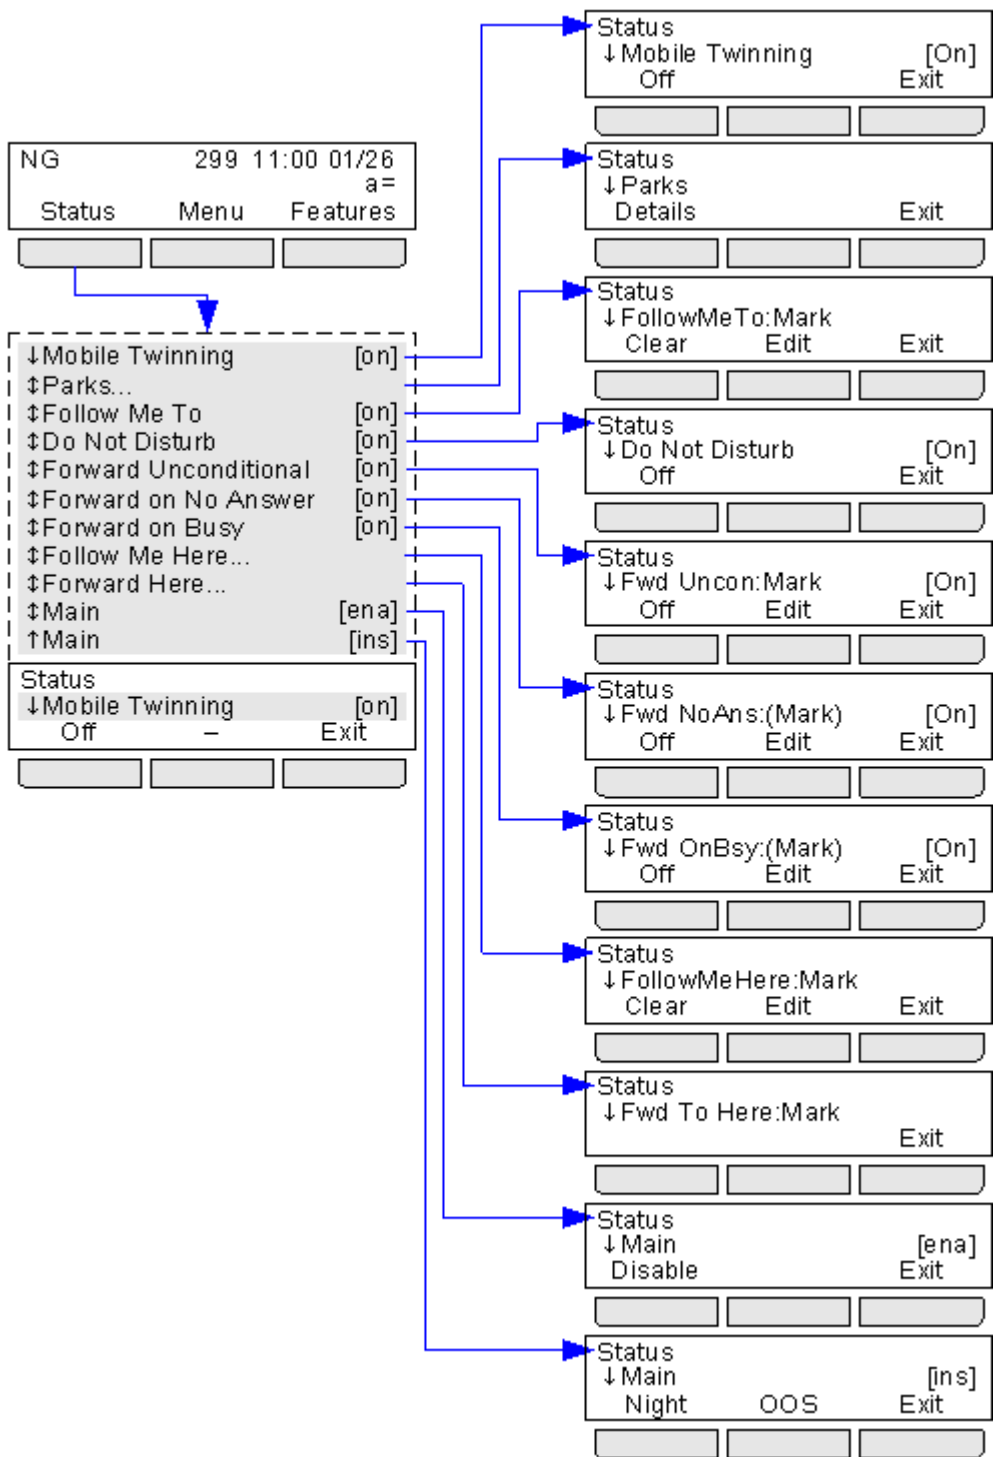 NG 299 11:00 01/26
a=
Status Menu Features
↓Mobile Twinning [on]
↕Parks...
↕Follow Me To [on]
↕Do Not Disturb [on]
↕Forward Unconditional [on]
↕Forward on No Answer [on]
↕Forward on Busy [on]
↕Follow Me Here...
↕Forward Here...
↕Main [ena]
↑Main [ins]
Status
↓Mobile Twinning [on]
Off – Exit
Status
↓Mobile Twinning [On]
Off Exit
Status
↓Parks
Details Exit
Status
↓FollowMeTo:Mark
Clear Edit Exit
Status
↓Do Not Disturb [On]
Off Exit
Status
↓Fwd Uncon:Mark [On]
Off Edit Exit
Status
↓Fwd NoAns:(Mark) [On]
Off Edit Exit
Status
↓Fwd OnBsy:(Mark) [On]
Off Edit Exit
Status
↓FollowMeHere:Mark
Clear Edit Exit
Status
↓Fwd To Here:Mark
Exit
Status
↓Main [ena]
Disable Exit
Status
↓Main [ins]
Night OOS Exit